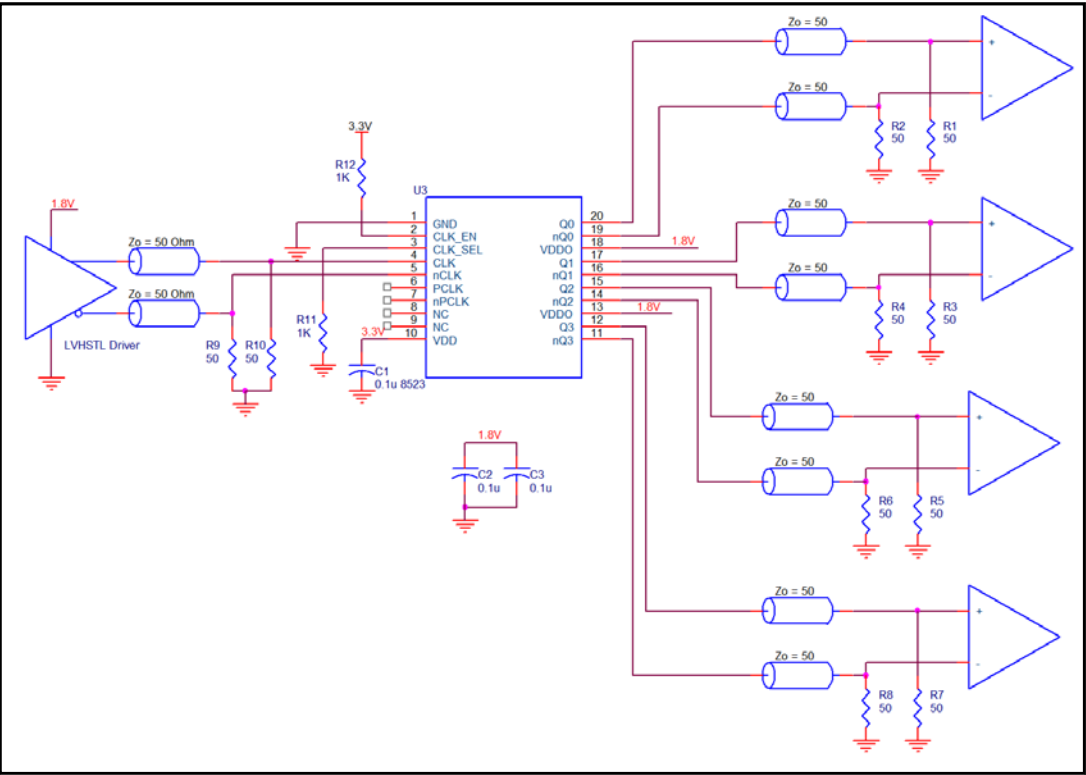 Zo = 50
+
Zo = 50
-
R2
50
R1
50
3.3V
R12
1K
U3
1.8V
Zo = 50 Ohm
Zo = 50 Ohm
LVHSTL Driver
R9
50
R10
50
R11
1K
3.3V
C1
0.1u
8523
1
GND
2
CLK_EN
3
CLK_SEL
4
CLK
5
nCLK
6
PCLK
7
nPCLK
8
NC
9
NC
10
VDD
20
Q0
19
nQ0
18
VDDO
1.8V
17
Q1
16
nQ1
15
Q2
14
nQ2
13
VDDO
1.8V
12
Q3
11
nQ3
Zo = 50
+
Zo = 50
-
R4
50
R3
50
1.8V
C2
0.1u
C3
0.1u
Zo = 50
+
Zo = 50
-
R6
50
R5
50
Zo = 50
+
Zo = 50
-
R8
50
R7
50